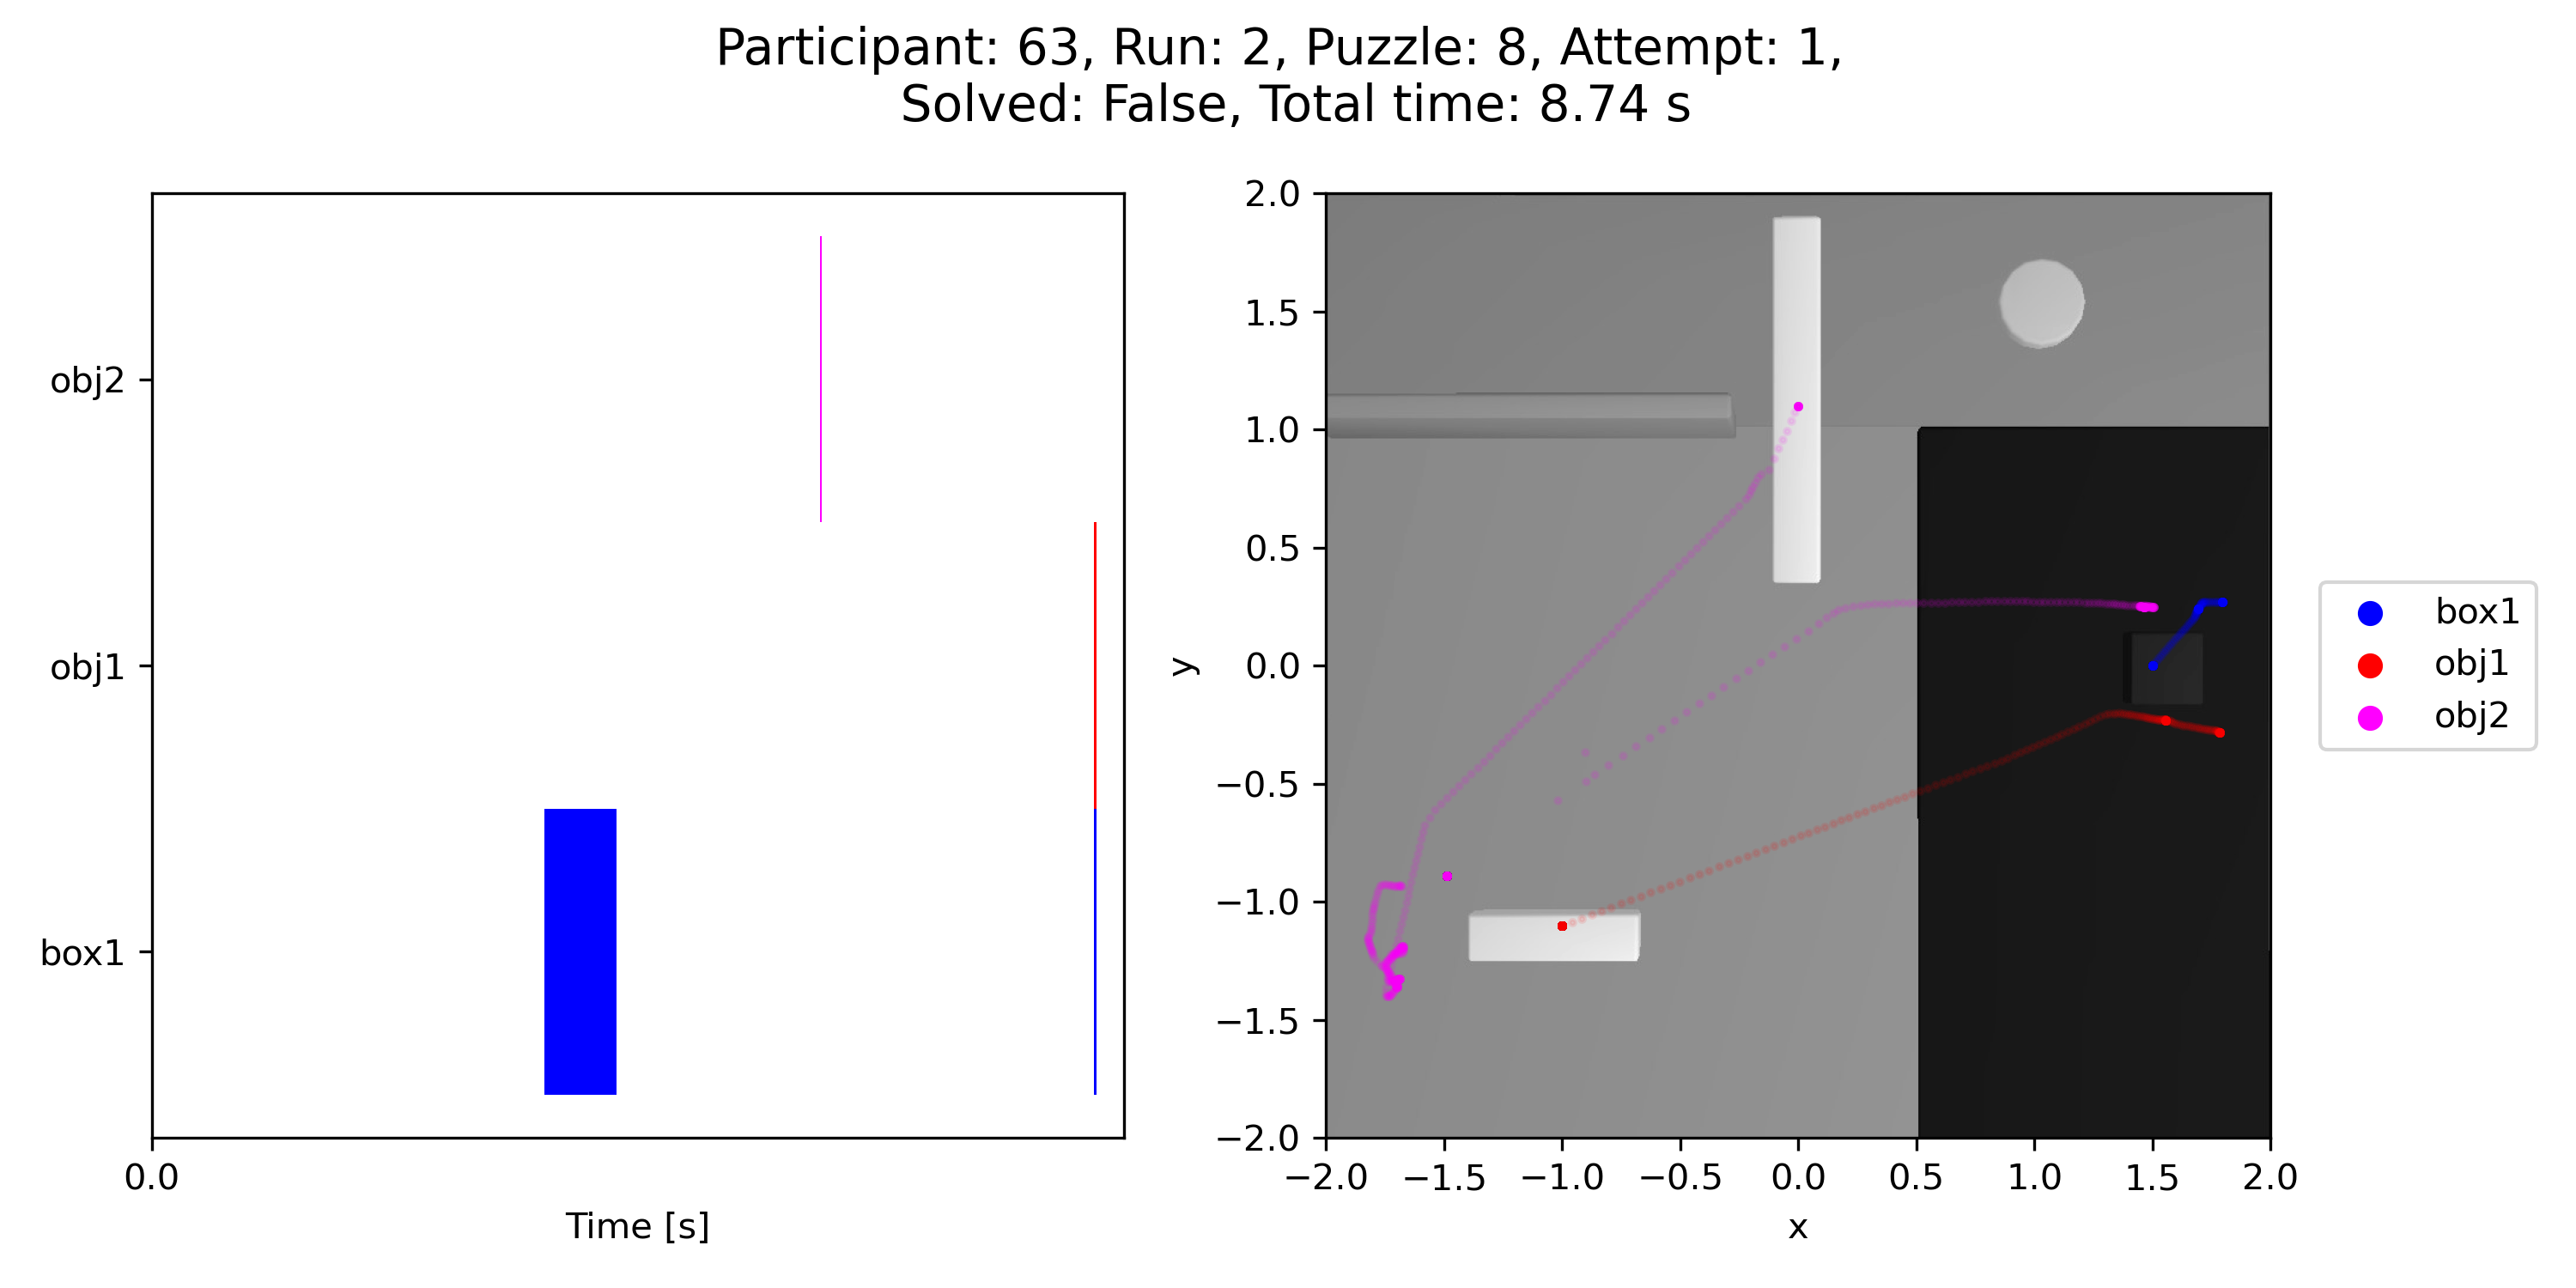 Participant: 63, Run: 2, Puzzle: 8, Attempt: 1,
Solved: False, Total time: 8.74 s
obj2
obj1
box1
0.0
Time [s]
2.0
1.5
1.0
0.5
0.0
−0.5
−1.0
−1.5
−2.0
y
−2.0 −1.5 −1.0 −0.5 0.0 0.5 1.0 1.5 2.0
x
box1
obj1
obj2